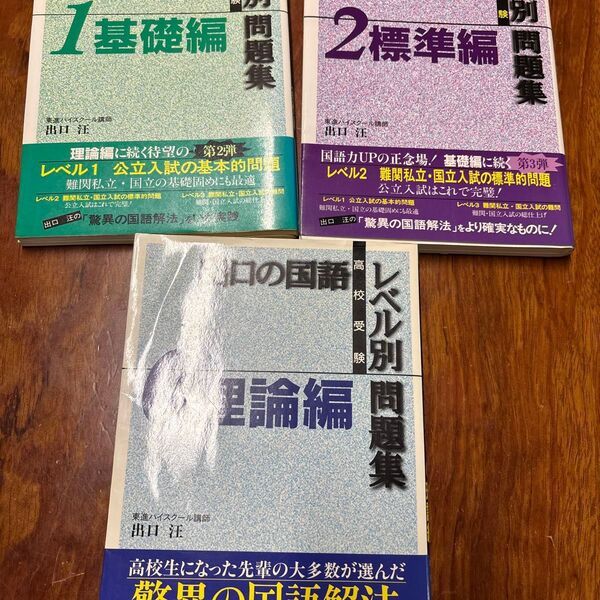 別問題集
験
1基礎編
東進ハイスクール講師
出口 汪
理論編に続く待望の 第2弾
レベル1 公立入試の基本的問題
難関私立・国立の基礎固めにも最適
レベル2 難関私立・国立入試の標準的問題
公立入試はこれで完璧!
レベル3 難関私立・国立入試の難問
難関・国立入試の総仕上げ
出口 汪の「驚異の国語解法」
実践
別問題集
験
2標準編
東進ハイスクール講師
出口 汪
国語力UPの正念場! 基礎編に続く 第3弾
レベル2 難関私立・国立入試の標準的問題
公立入試はこれで完璧!
レベル1 公立入試の基本的問題
難関私立・国立の基礎固めにも最適
レベル3 難関私立・国立入試の難問
難関・国立入試の総仕上げ
出口 汪の「驚異の国語解法」をより確実なものに!
出口の国語
高校受験
レベル別問題集
理論編
東進ハイスクール講師
出口 汪
高校生になった先輩の大多数が選んだ
驚異の国語解法